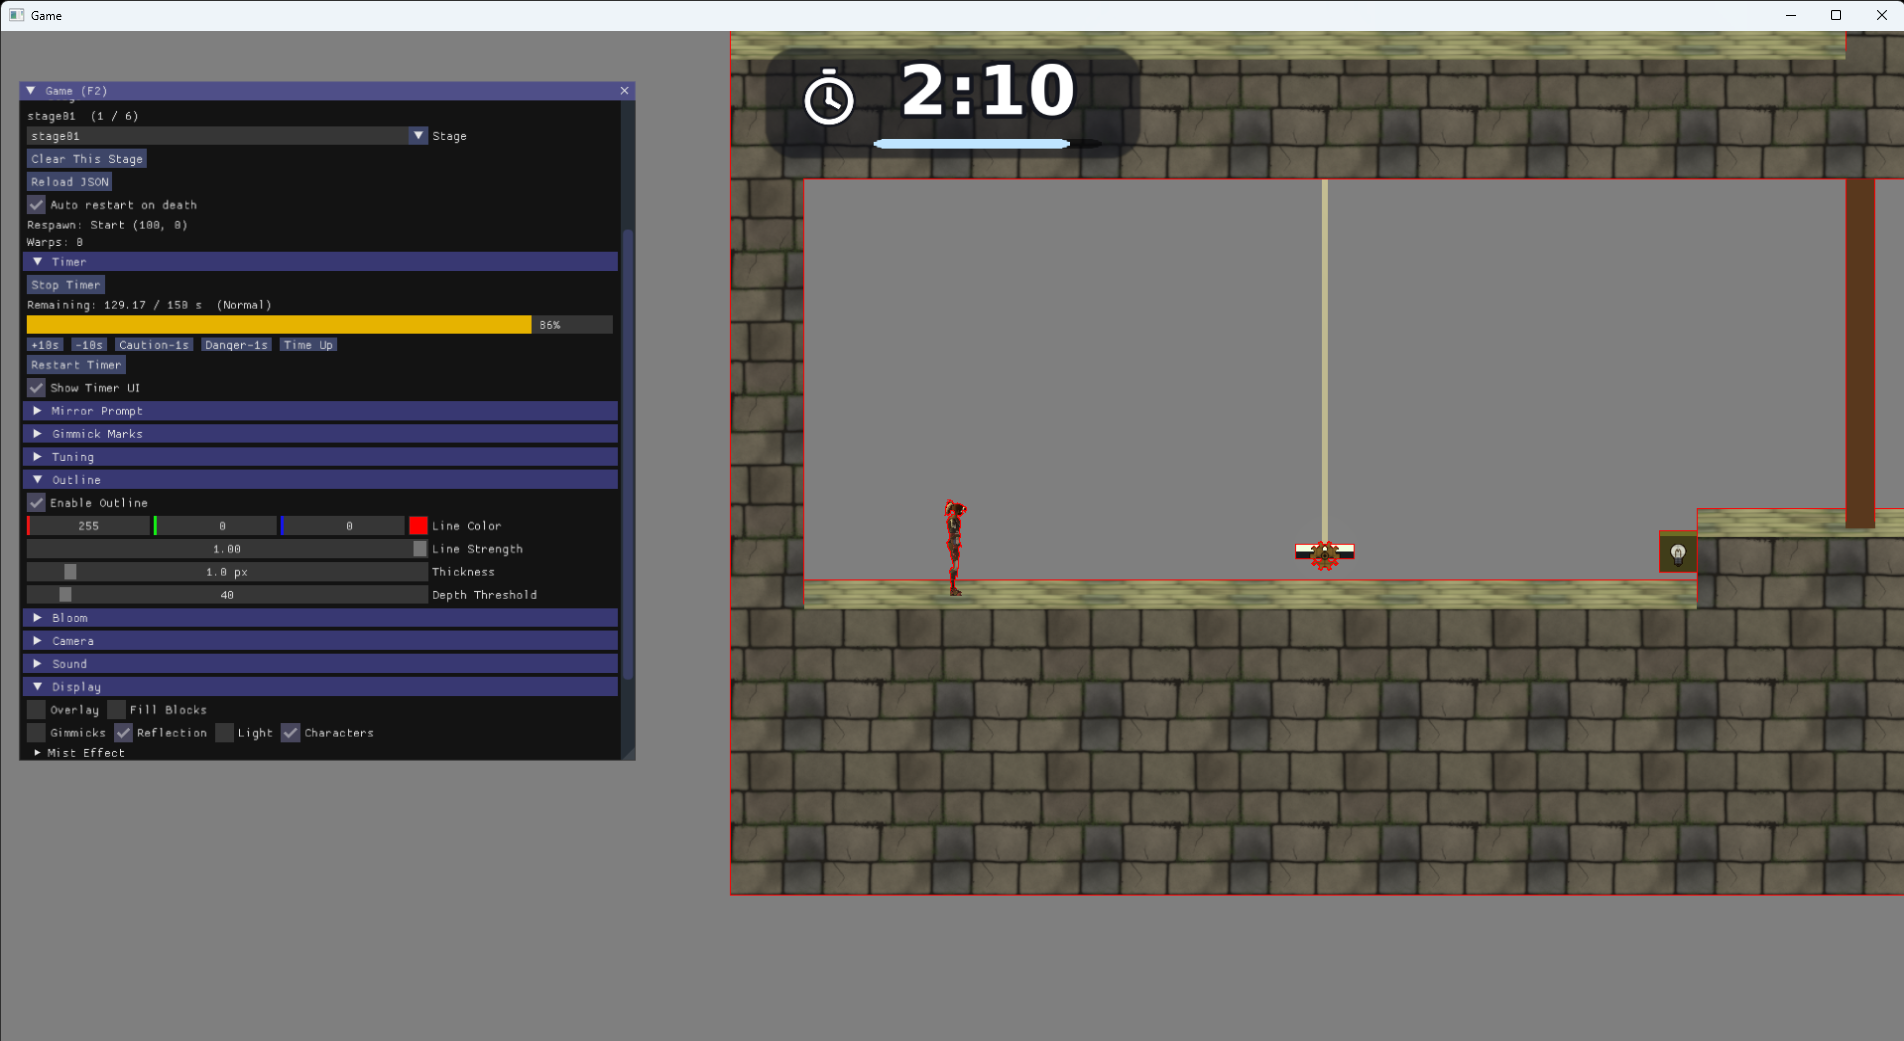 Game
Game (F2)
stage01 (1 / 6)
stage01
Stage
Clear This Stage
Reload JSON
Auto restart on death
Respawn: Start (100, 0)
Warps: 0
Timer
Stop Timer
Remaining: 129.17 / 150 s (Normal)
86%
+10s -10s Caution-1s Danger-1s Time Up
Restart Timer
Show Timer UI
Mirror Prompt
Gimmick Marks
Tuning
Outline
Enable Outline
255 0 0 Line Color
1.00 Line Strength
1.0 px Thickness
40 Depth Threshold
Bloom
Camera
Sound
Display
Overlay Fill Blocks
Gimmicks Reflection Light Characters
Mist Effect
2:10